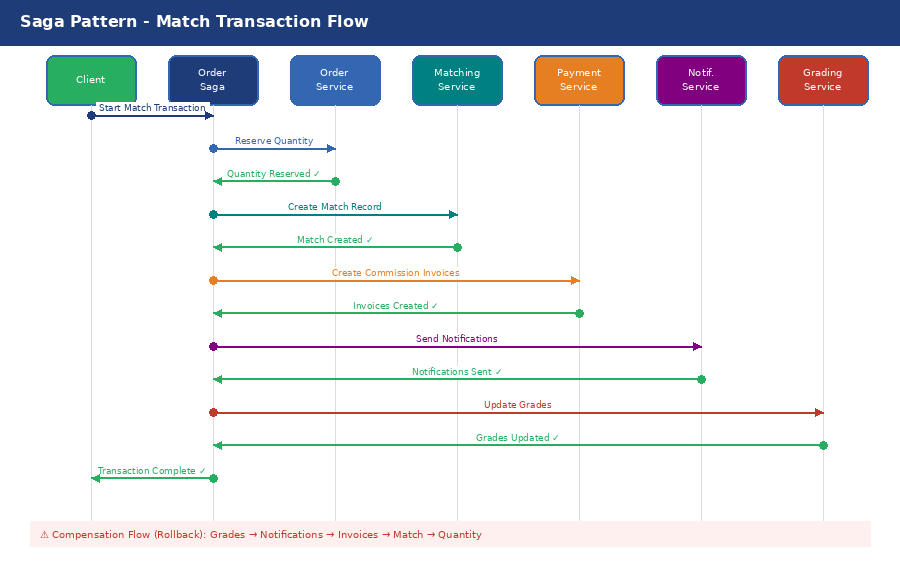 Saga Pattern - Match Transaction Flow
Client
Order
Saga
Order
Service
Matching
Service
Payment
Service
Notif.
Service
Grading
Service
Start Match Transaction
Reserve Quantity
Quantity Reserved ✓
Create Match Record
Match Created ✓
Create Commission Invoices
Invoices Created ✓
Send Notifications
Notifications Sent ✓
Update Grades
Grades Updated ✓
Transaction Complete ✓
⚠ Compensation Flow (Rollback): Grades → Notifications → Invoices → Match → Quantity